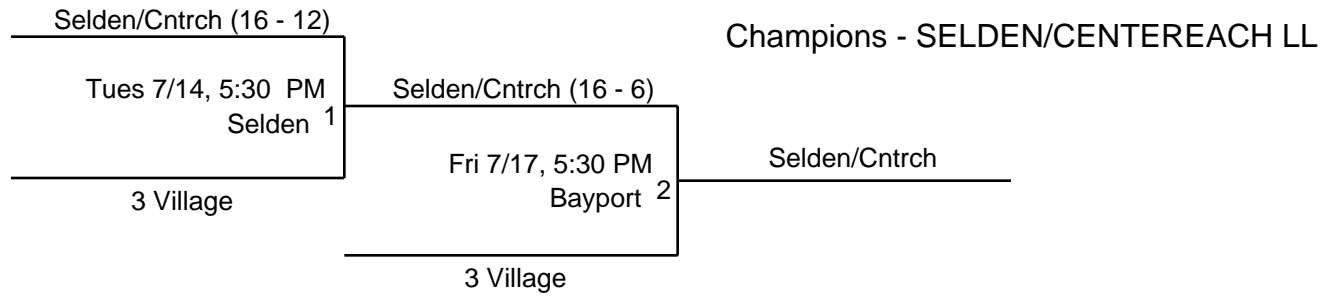 Selden/Cntrch (16 - 12)
Champions - SELDEN/CENTEREACH LL
Tues 7/14, 5:30 PM
Selden 1
Selden/Cntrch (16 - 6)
3 Village
Fri 7/17, 5:30 PM
Bayport 2
Selden/Cntrch
3 Village